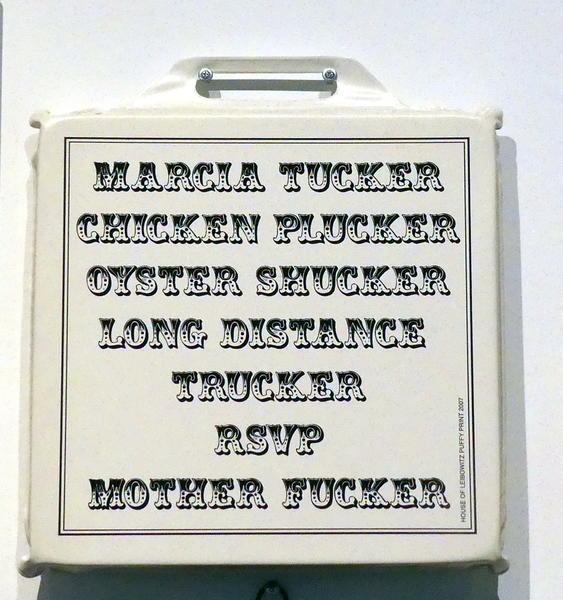 MARCIA TUCKER
CHICKEN PLUCKER
OYSTER SHUCKER
LONG DISTANCE
TRUCKER
RSVP
MOTHER FUCKER
HOUSE OF LEIBOWITZ PUFFY PRINT 2007